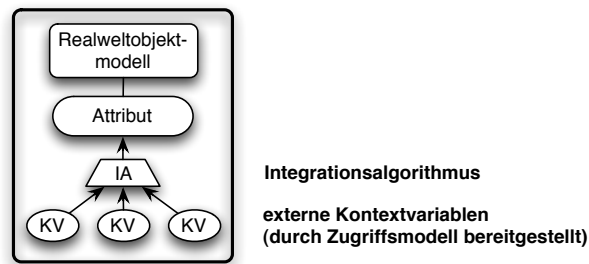 Realweltobjekt-
modell
Attribut
IA
Integrationsalgorithmus
KV KV KV
externe Kontextvariablen
(durch Zugriffsmodell bereitgestellt)